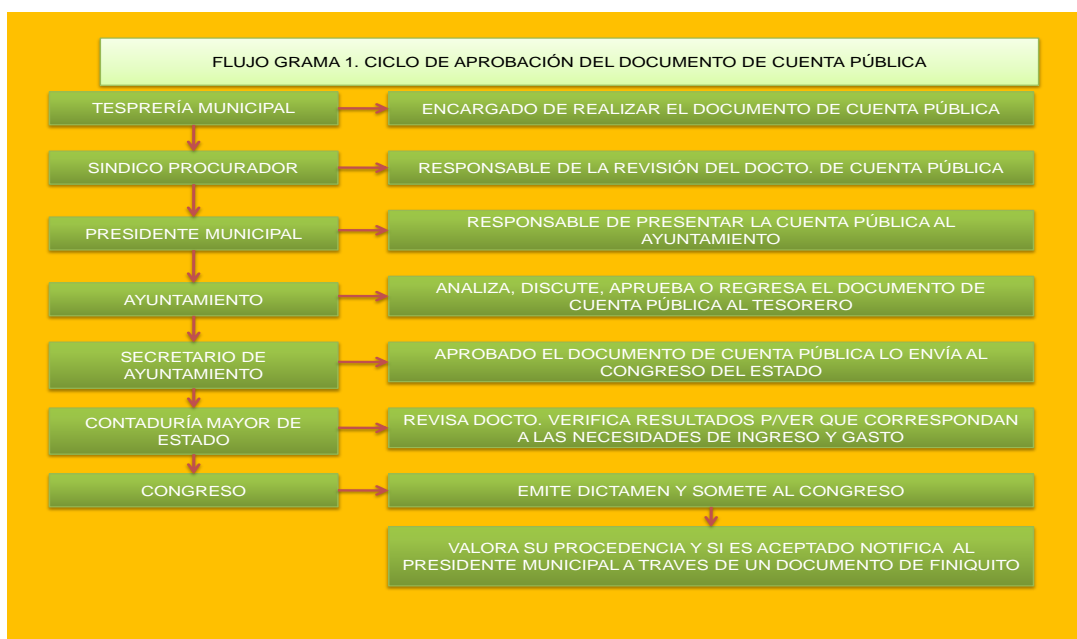 FLUJO GRAMA 1. CICLO DE APROBACIÓN DEL DOCUMENTO DE CUENTA PÚBLICA
TESPRERÍA MUNICIPAL
ENCARGADO DE REALIZAR EL DOCUMENTO DE CUENTA PÚBLICA
SINDICO PROCURADOR
RESPONSABLE DE LA REVISIÓN DEL DOCTO. DE CUENTA PÚBLICA
PRESIDENTE MUNICIPAL
RESPONSABLE DE PRESENTAR LA CUENTA PÚBLICA AL
AYUNTAMIENTO
AYUNTAMIENTO
ANALIZA, DISCUTE, APRUEBA O REGRESA EL DOCUMENTO DE
CUENTA PÚBLICA AL TESORERO
SECRETARIO DE
AYUNTAMIENTO
APROBADO EL DOCUMENTO DE CUENTA PÚBLICA LO ENVÍA AL
CONGRESO DEL ESTADO
CONTADURÍA MAYOR DE
ESTADO
REVISA DOCTO. VERIFICA RESULTADOS P/VER QUE CORRESPONDAN
A LAS NECESIDADES DE INGRESO Y GASTO
CONGRESO
EMITE DICTAMEN Y SOMETE AL CONGRESO
VALORA SU PROCEDENCIA Y SI ES ACEPTADO NOTIFICA AL
PRESIDENTE MUNICIPAL A TRAVES DE UN DOCUMENTO DE FINIQUITO